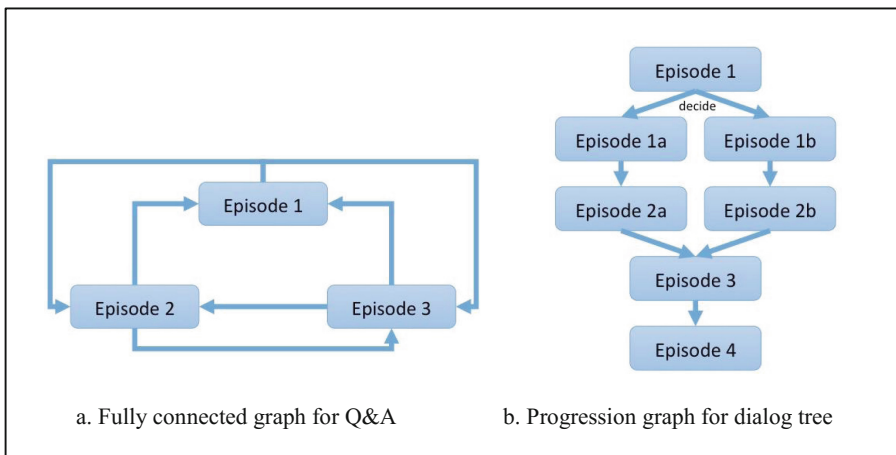 Episode 1
Episode 2
Episode 3
a. Fully connected graph for Q&A
Episode 1
decide
Episode 1a
Episode 1b
Episode 2a
Episode 2b
Episode 3
Episode 4
b. Progression graph for dialog tree